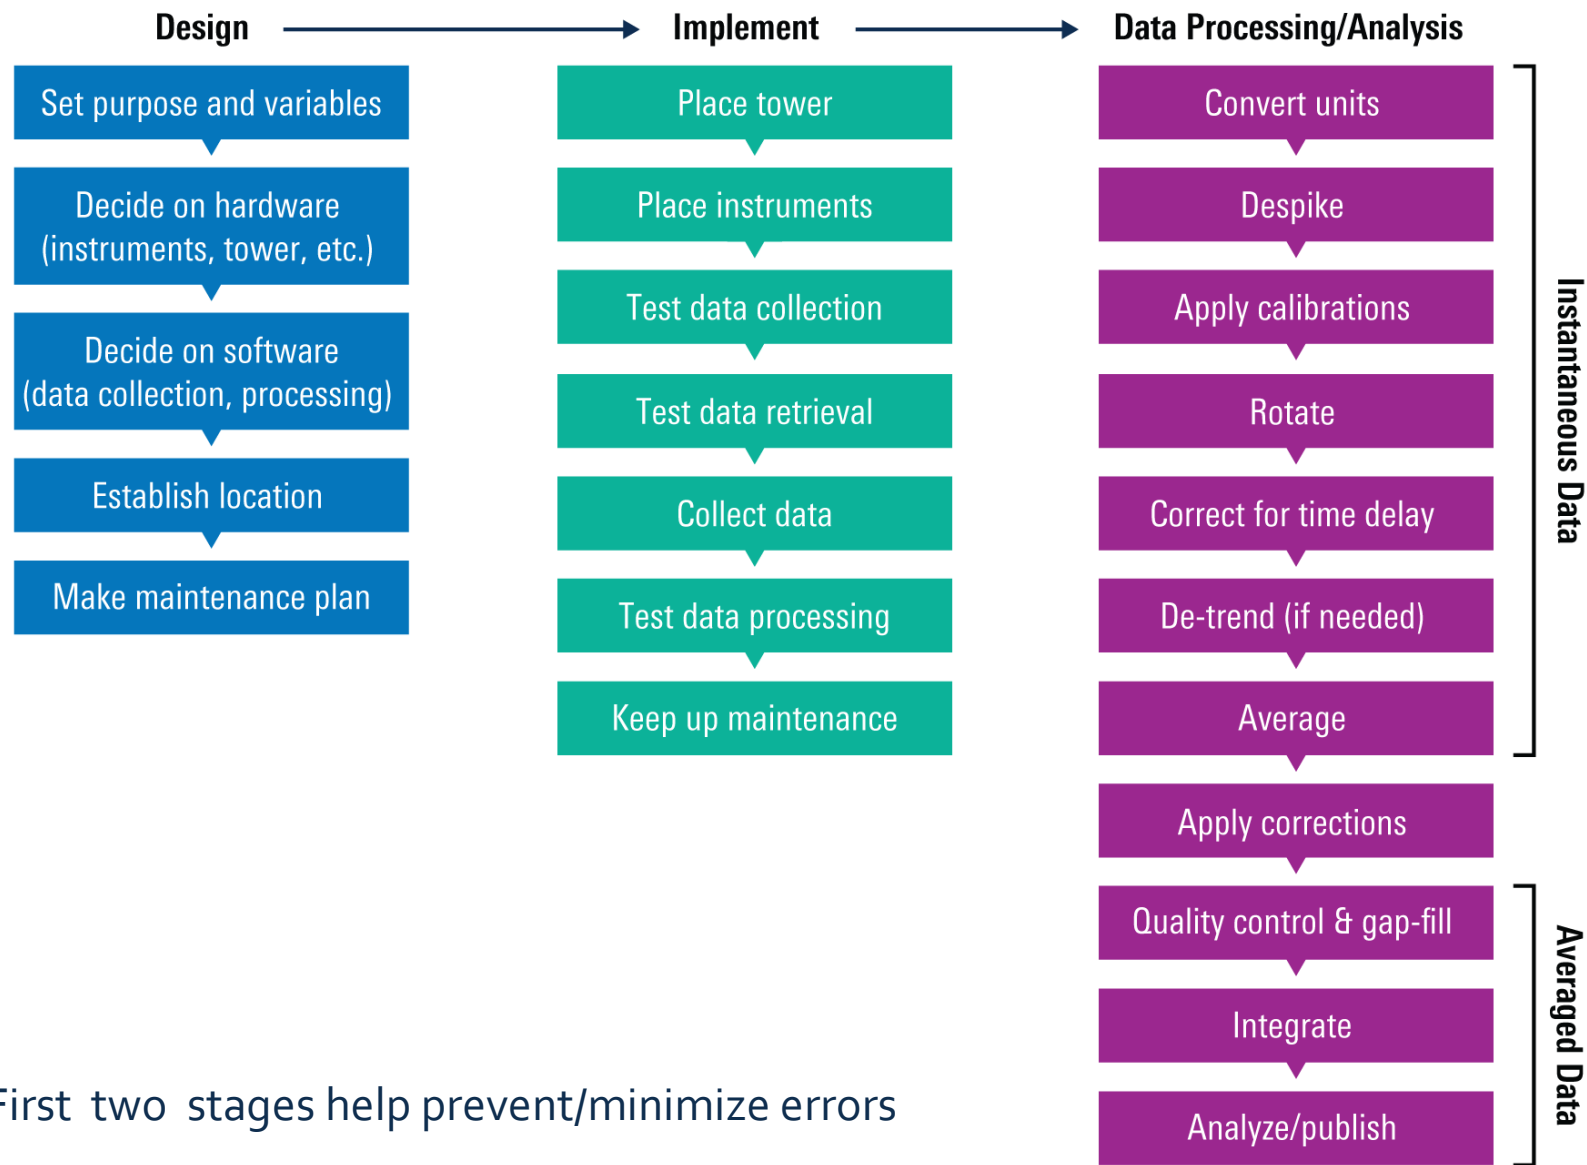 Design
Implement
Data Processing/Analysis
Set purpose and variables
Decide on hardware
(instruments, tower, etc.)
Decide on software
(data collection, processing)
Establish location
Make maintenance plan
Place tower
Place instruments
Test data collection
Test data retrieval
Collect data
Test data processing
Keep up maintenance
Convert units
Despike
Apply calibrations
Rotate
Correct for time delay
De-trend (if needed)
Average
Apply corrections
Quality control & gap-fill
Integrate
Analyze/publish
Instantaneous Data
Averaged Data
First two stages help prevent/minimize errors